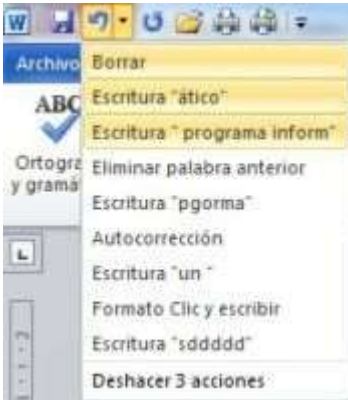 W
Archivo
Borrar
ABC
Escritura "ático"
Escritura " programa inform"
Ortogra
y gramá
Eliminar palabra anterior
Escritura "pgorma"
Autocorrección
Escritura "un "
Formato Clic y escribir
Escritura "sddddd"
Deshacer 3 acciones